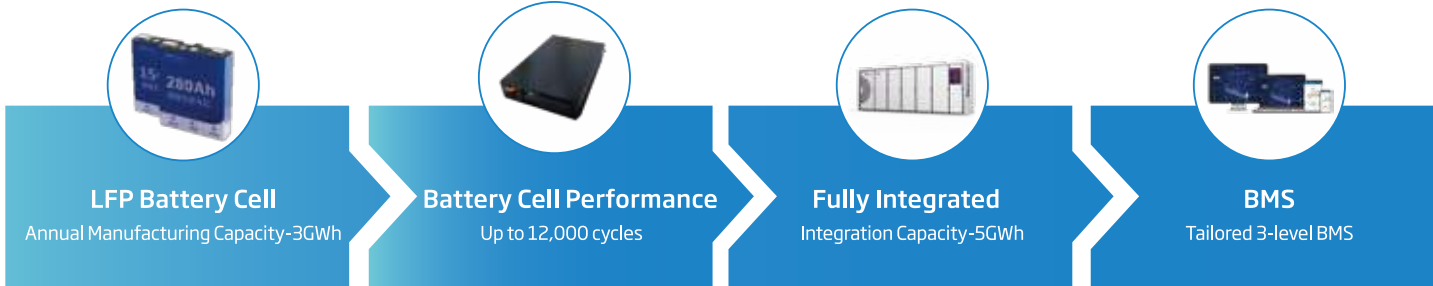 280Ah
LFP Battery Cell
Annual Manufacturing Capacity-3GWh
Battery Cell Performance
Up to 12,000 cycles
Fully Integrated
Integration Capacity-5GWh
BMS
Tailored 3-level BMS